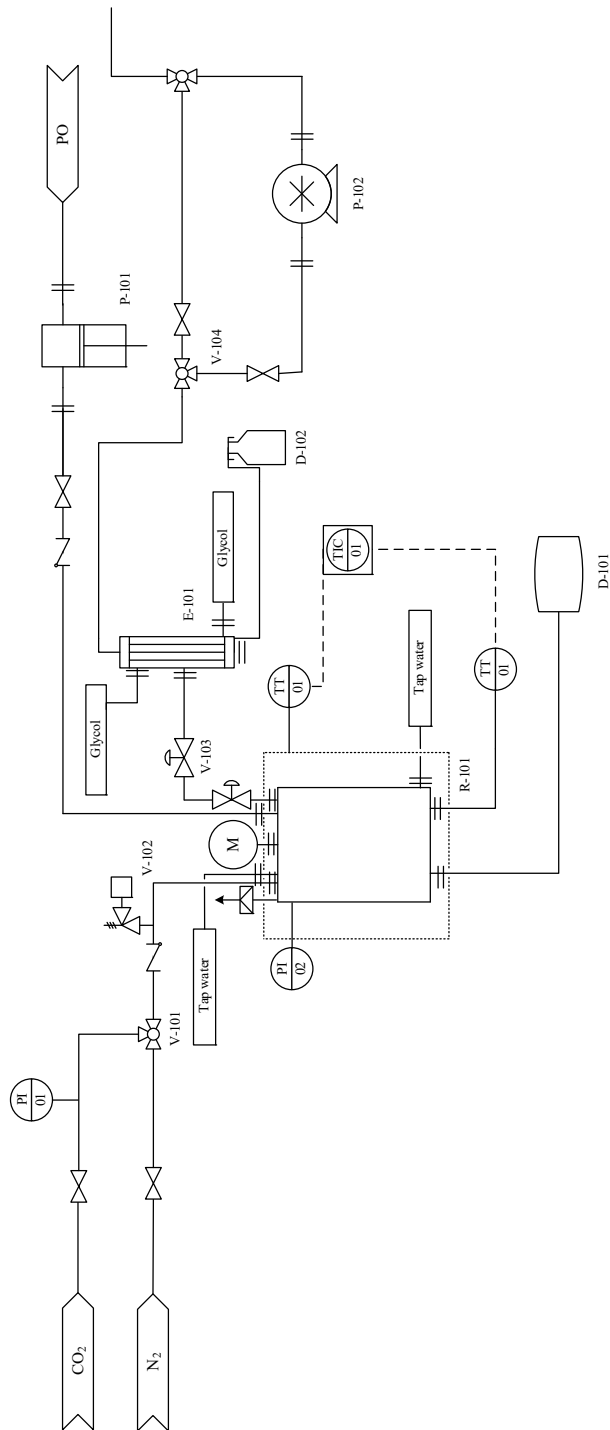 CO₂
N₂
PI
01
V-101
Tap water
V-102
PI
02
M
V-103
Glycol
E-101
Glycol
D-102
V-104
P-101
PO
P-102
TT
01
TIC
01
Tap water
R-101
TT
01
D-101